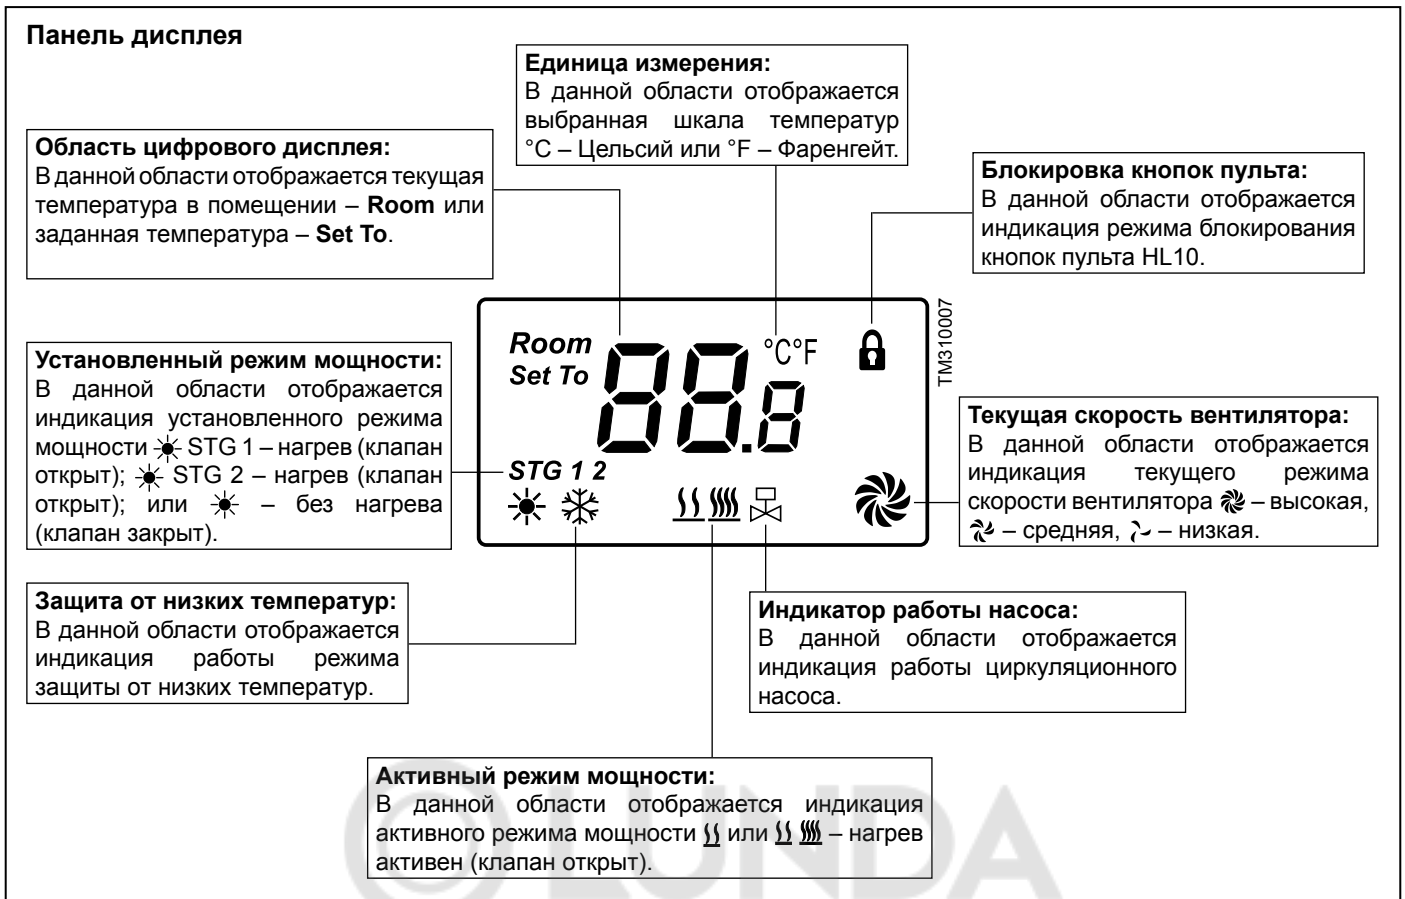 Панель дисплея
Единица измерения:
В данной области отображается
выбранная шкала температур
°C – Цельсий или °F – Фаренгейт.
Область цифрового дисплея:
В данной области отображается текущая
температура в помещении – Room или
заданная температура – Set To.
Блокировка кнопок пульта:
В данной области отображается
индикация режима блокирования
кнопок пульта HL10.
Установленный режим мощности:
В данной области отображается
индикация установленного режима
мощности STG 1 – нагрев (клапан
открыт); STG 2 – нагрев (клапан
открыт); или – без нагрева
(клапан закрыт).
Room
Set To
88.8
°C°F
STG 1 2
TM310007
Текущая скорость вентилятора:
В данной области отображается
индикация текущего режима
скорости вентилятора – высокая,
– средняя, – низкая.
Защита от низких температур:
В данной области отображается
индикация работы режима
защиты от низких температур.
Индикатор работы насоса:
В данной области отображается
индикация работы циркуляционного
насоса.
Активный режим мощности:
В данной области отображается индикация
активного режима мощности или – нагрев
активен (клапан открыт).
LUNDA